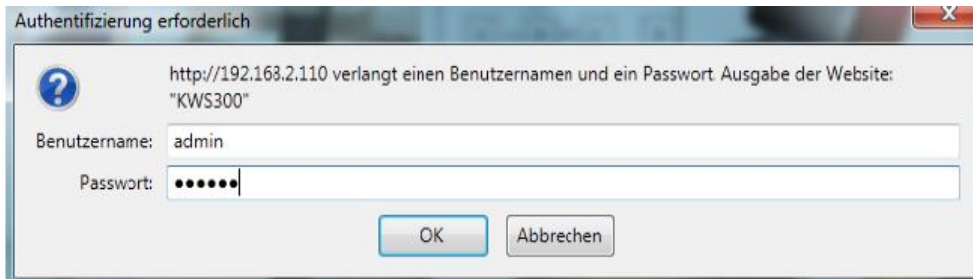 Authentifizierung erforderlich
X
http://192.163.2.110 verlangt einen Benutzernamen und ein Passwort Ausgabe der Website:
"KWS300"
Benutzername: admin
Passwort: ••••••
OK Abbrechen